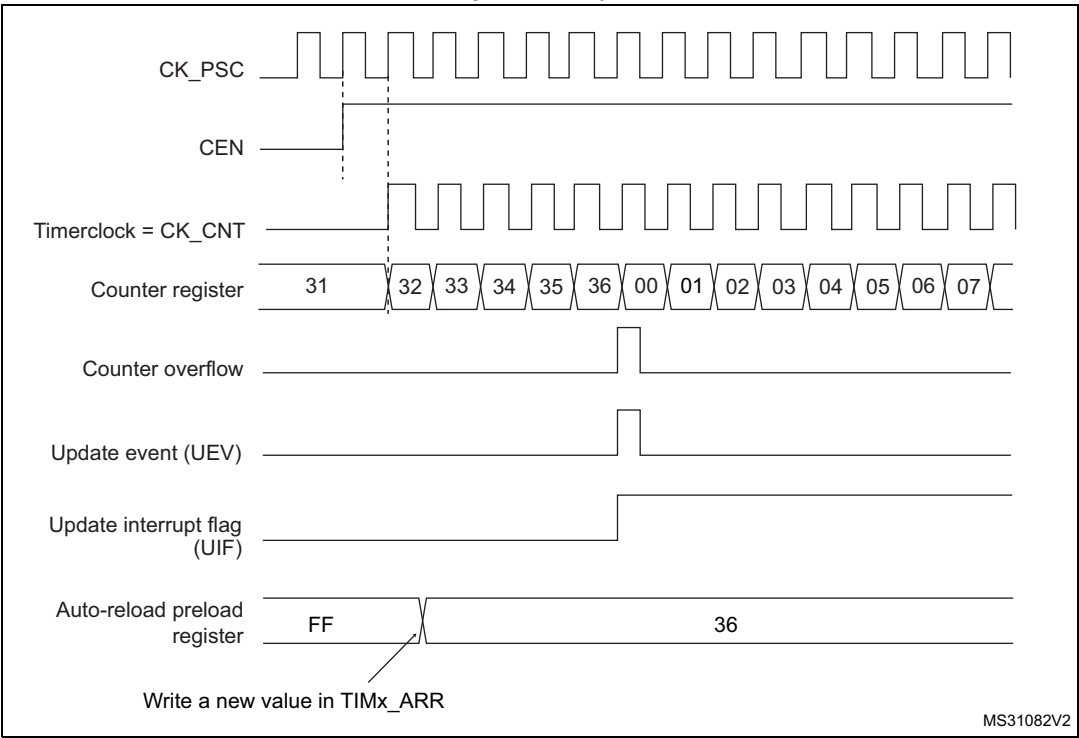 CK_PSC
CEN
Timerclock = CK_CNT
Counter register 31 32 33 34 35 36 00 01 02 03 04 05 06 07
Counter overflow
Update event (UEV)
Update interrupt flag
(UIF)
Auto-reload preload
register FF 36
Write a new value in TIMx_ARR
MS31082V2